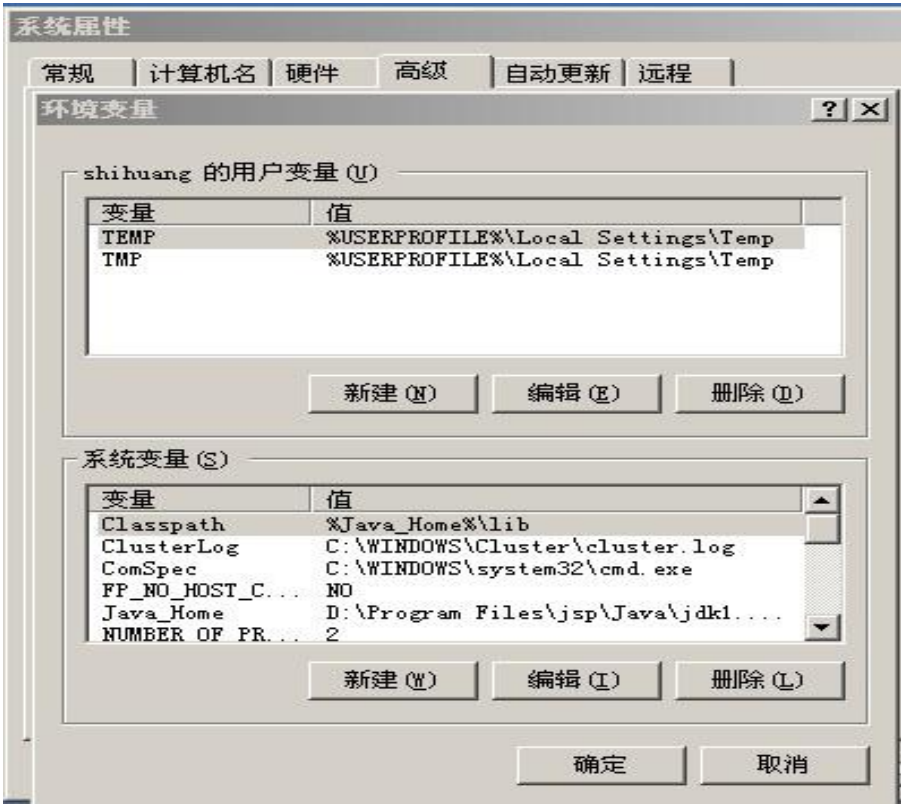 系统属性
常规 计算机名 硬件 高级 自动更新 远程
环境变量
shihuang 的用户变量(U)
变量 值
TEMP %USERPROFILE%\Local Settings\Temp
TMP %USERPROFILE%\Local Settings\Temp
新建(N) 编辑(E) 删除(D)
系统变量(S)
变量 值
Classpath %Java_Home%\lib
ClusterLog C:\WINDOWS\Cluster\cluster.log
ComSpec C:\WINDOWS\system32\cmd.exe
FP_NO_HOST_C... NO
Java_Home D:\Program Files\jsp\Java\jdk1....
NUMBER_OF_PR... 2
新建(W) 编辑(I) 删除(L)
确定 取消